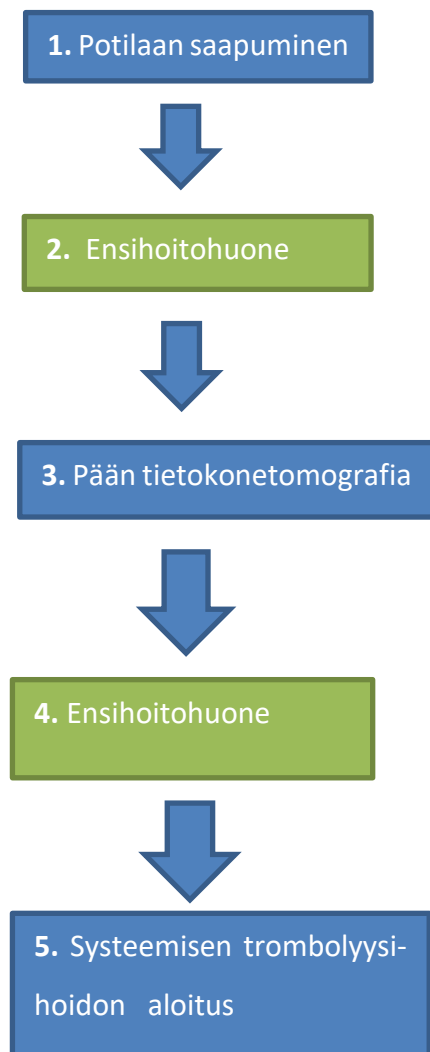 1. Potilaan saapuminen
2. Ensihoitohuone
3. Pään tietokonetomografia
4. Ensihoitohuone
5. Systeemisen trombolyysi-
hoidon aloitus